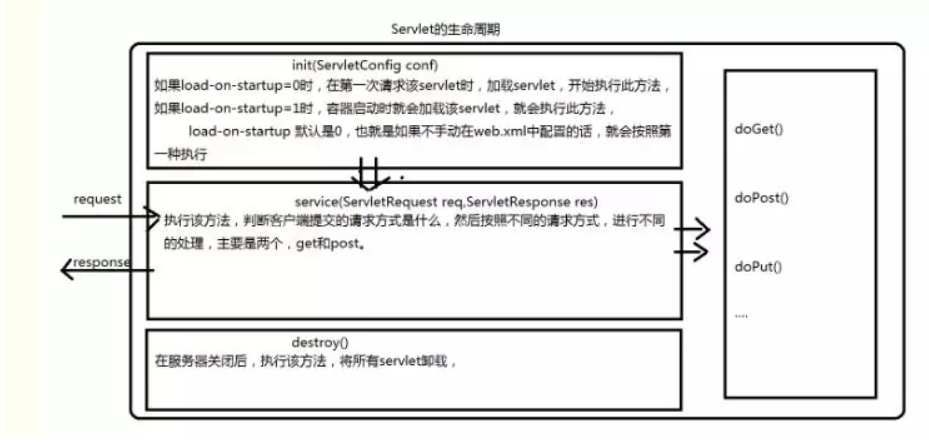 Servlet的生命周期
init(ServletConfig conf)
如果load-on-startup=0时，在第一次请求该servlet时，加载servlet，开始执行此方法，
如果load-on-startup=1时，容器启动时就会加载该servlet，就会执行此方法，
load-on-startup 默认是0，也就是如果不手动在web.xml中配置的话，就会按照第
一种执行
request
service(ServletRequest req,ServletResponse res)
执行该方法，判断客户端提交的请求方式是什么，然后按照不同的请求方式，进行不同
的处理，主要是两个，get和post。
response
destroy()
在服务器关闭后，执行该方法，将所有servlet卸载，
doGet()
doPost()
doPut()
....